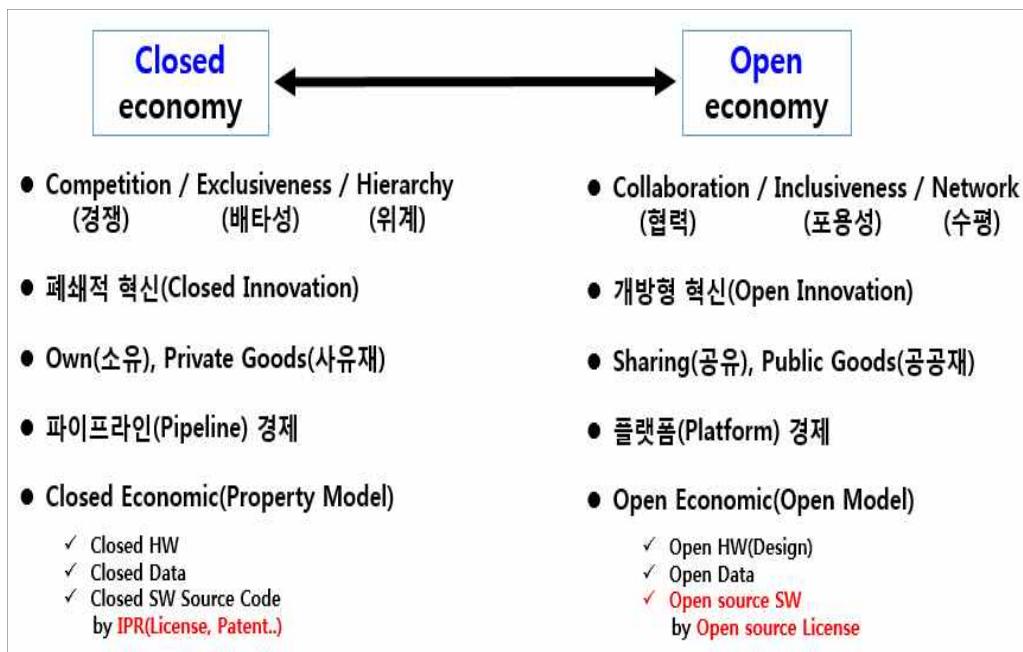 Closed
economy
Open
economy
● Competition / Exclusiveness / Hierarchy
(경쟁) (배타성) (위계)
● 폐쇄적 혁신(Closed Innovation)
● Own(소유), Private Goods(사유재)
● 파이프라인(Pipeline) 경제
● Closed Economic(Property Model)
✓ Closed HW
✓ Closed Data
✓ Closed SW Source Code
by IPR(License, Patent..)
● Collaboration / Inclusiveness / Network
(협력) (포용성) (수평)
● 개방형 혁신(Open Innovation)
● Sharing(공유), Public Goods(공공재)
● 플랫폼(Platform) 경제
● Open Economic(Open Model)
✓ Open HW(Design)
✓ Open Data
✓ Open source SW
by Open source License